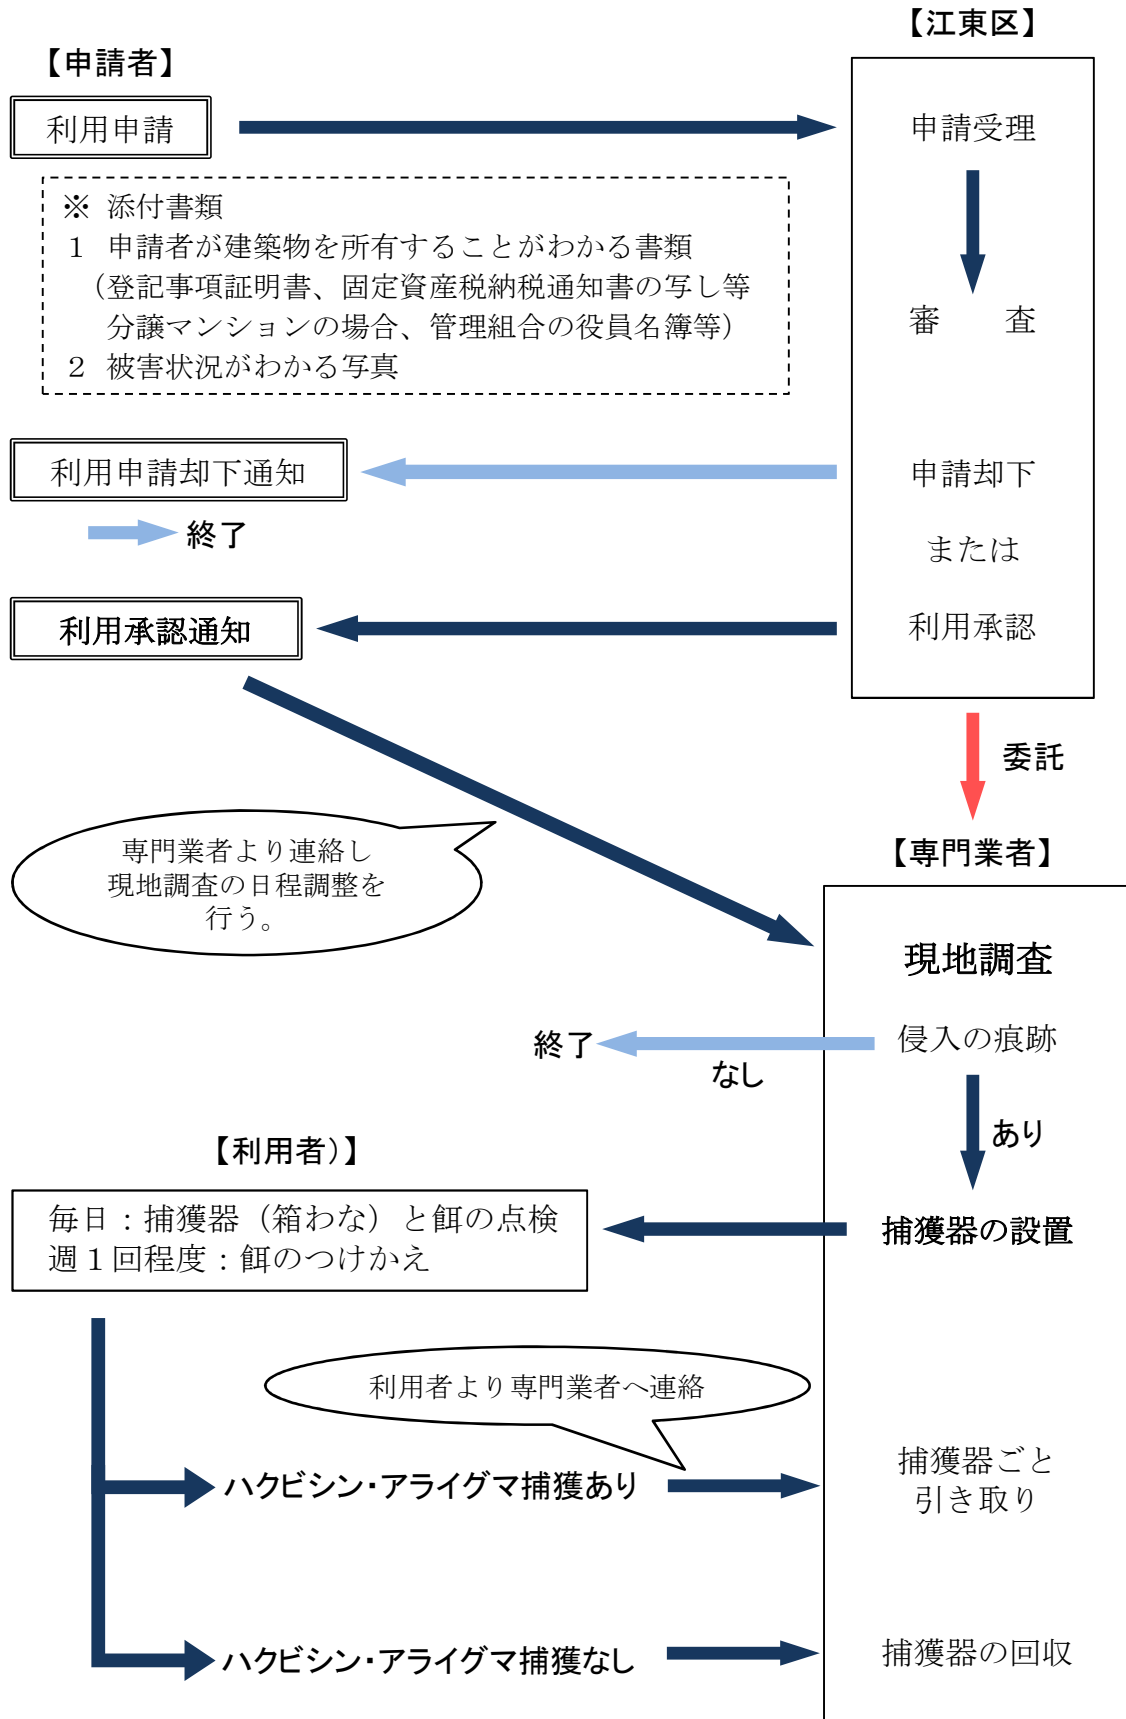 【江東区】
【申請者】
利用申請
申請受理
※ 添付書類
1 申請者が建築物を所有することがわかる書類
（登記事項証明書、固定資産税納税通知書の写し等
分譲マンションの場合、管理組合の役員名簿等）
2 被害状況がわかる写真
審　査
利用申請却下通知
申請却下
終了
または
利用承認通知
利用承認
委託
専門業者より連絡し
現地調査の日程調整を
行う。
【専門業者】
現地調査
侵入の痕跡
終了
なし
あり
【利用者）】
毎日：捕獲器（箱わな）と餌の点検
週１回程度：餌のつけかえ
捕獲器の設置
利用者より専門業者へ連絡
ハクビシン・アライグマ捕獲あり
捕獲器ごと
引き取り
ハクビシン・アライグマ捕獲なし
捕獲器の回収